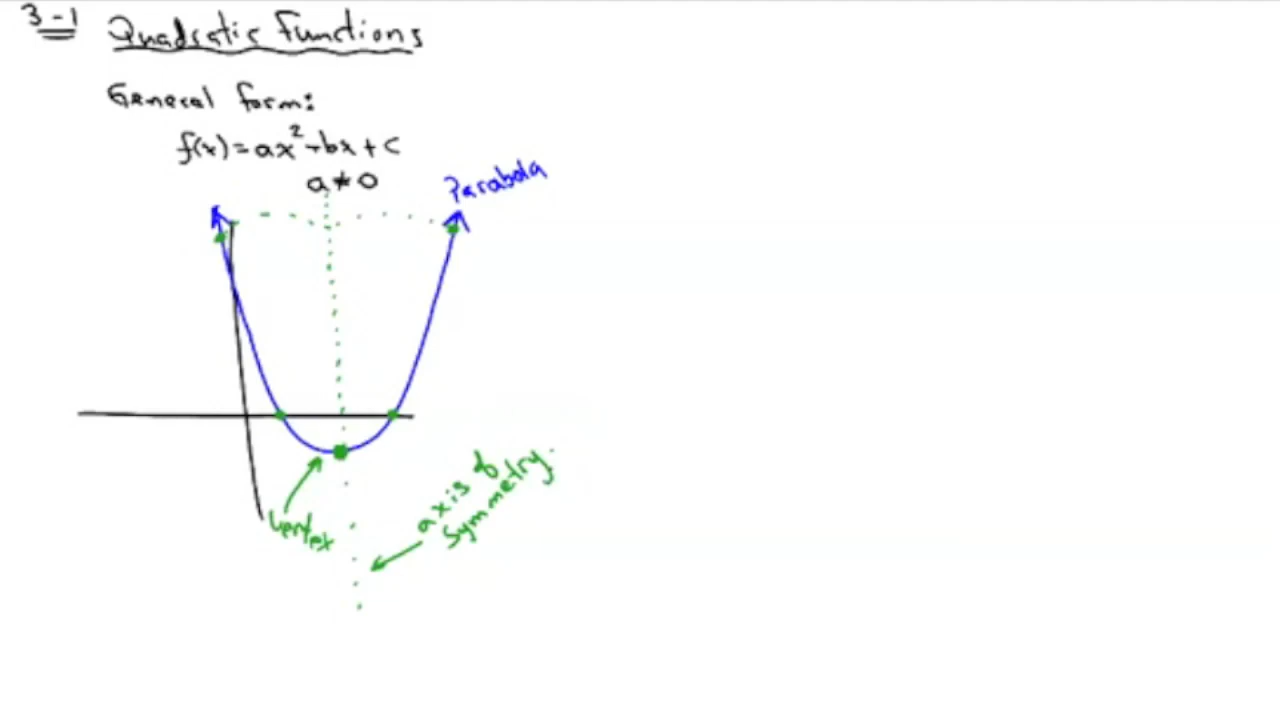 3-1 Quadratic Functions
General form:
f(x)=ax²+bx+c
a≠0
Parabola
vertex
axis of
symmetry.